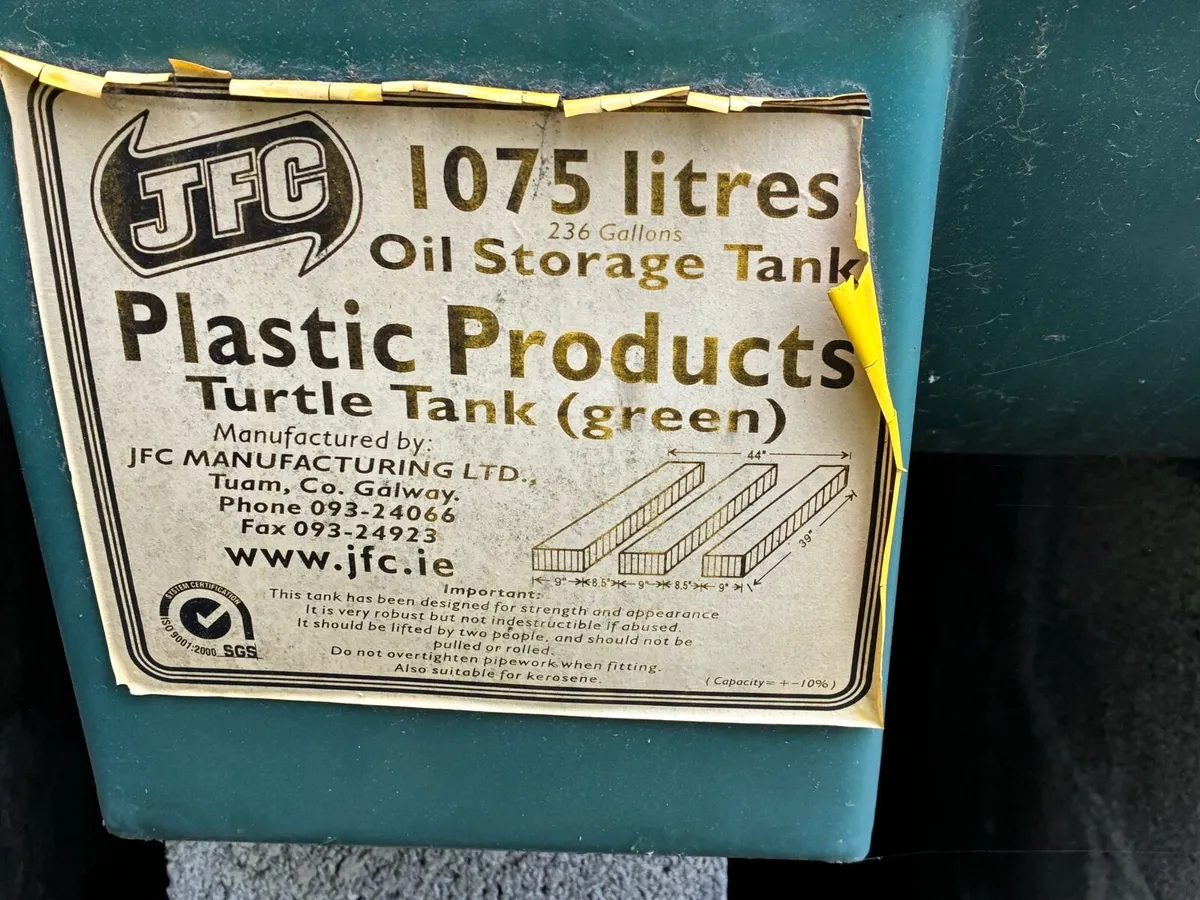 JFC
1075 litres
236 Gallons
Oil Storage Tank
Plastic Products
Turtle Tank (green)
Manufactured by:
JFC MANUFACTURING LTD.,
Tuam, Co. Galway.
Phone 093-24066
Fax 093-24923
www.jfc.ie
44"
39"
9" 8.5" 9" 8.5" 9"
SYSTEM CERTIFICATION
ISO 9001:2000 SGS
Important:
This tank has been designed for strength and appearance
It is very robust but not indestructible if abused.
It should be lifted by two people, and should not be
pulled or rolled.
Do not overtighten pipework when fitting.
Also suitable for kerosene.
(Capacity= +-10%)